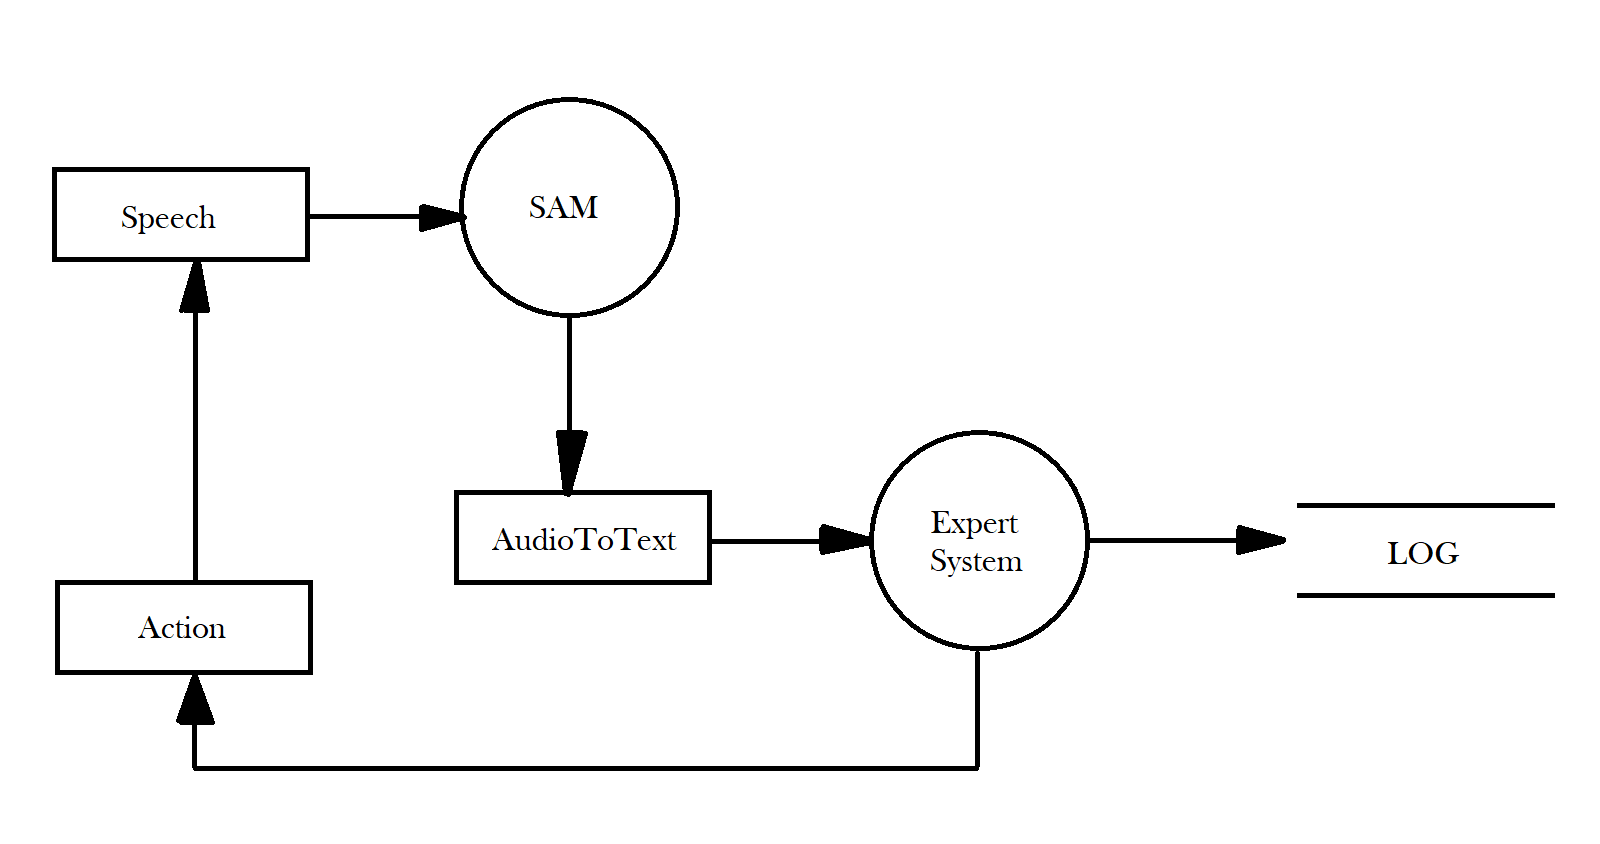 Speech
SAM
AudioToText
Expert
System
LOG
Action